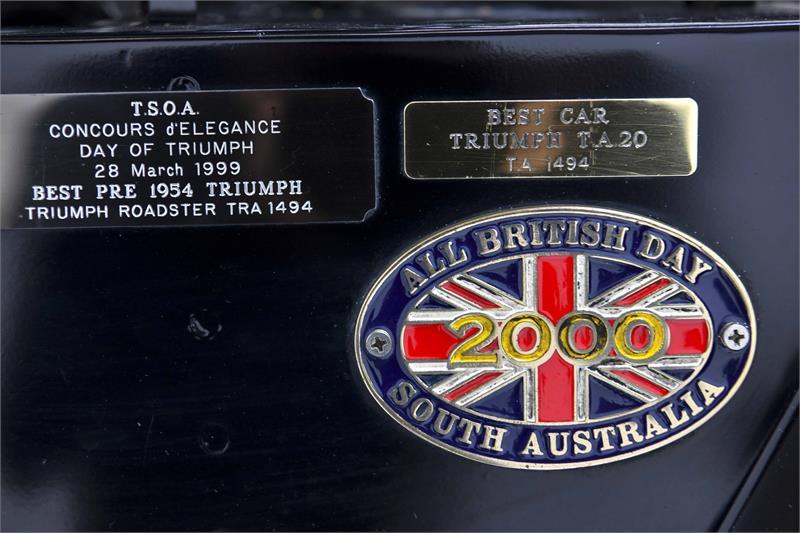 T.S.O.A.
CONCOURS d'ELEGANCE
DAY OF TRIUMPH
28 March 1999
BEST PRE 1954 TRIUMPH
TRIUMPH ROADSTER TRA 1494
BEST CAR
TRIUMPH T.A 20
TA 1494
ALL BRITISH DAY
2000
SOUTH AUSTRALIA